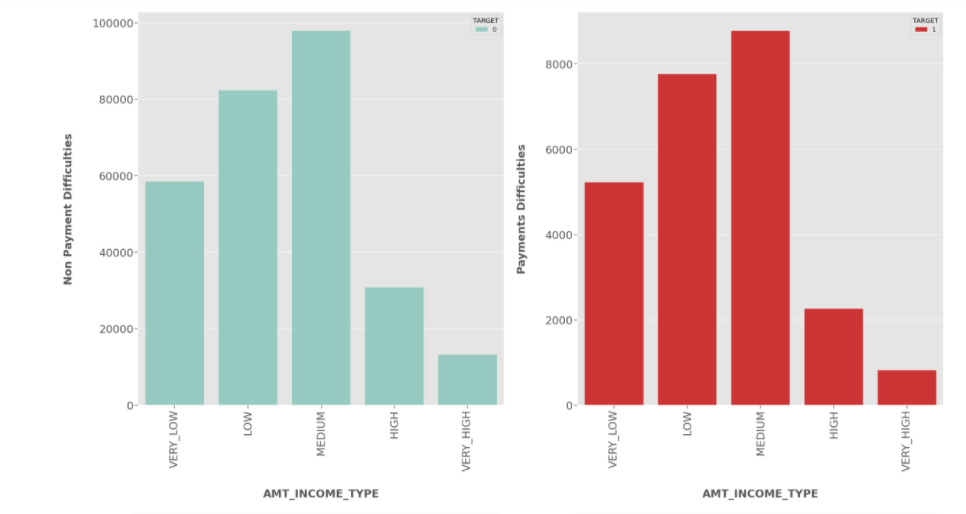 TARGET
0
100000
80000
60000
40000
20000
0
Non Payment Difficulties
VERY_LOW
LOW
MEDIUM
HIGH
VERY_HIGH
AMT_INCOME_TYPE
TARGET
1
8000
6000
4000
2000
0
Payments Difficulties
VERY_LOW
LOW
MEDIUM
HIGH
VERY_HIGH
AMT_INCOME_TYPE